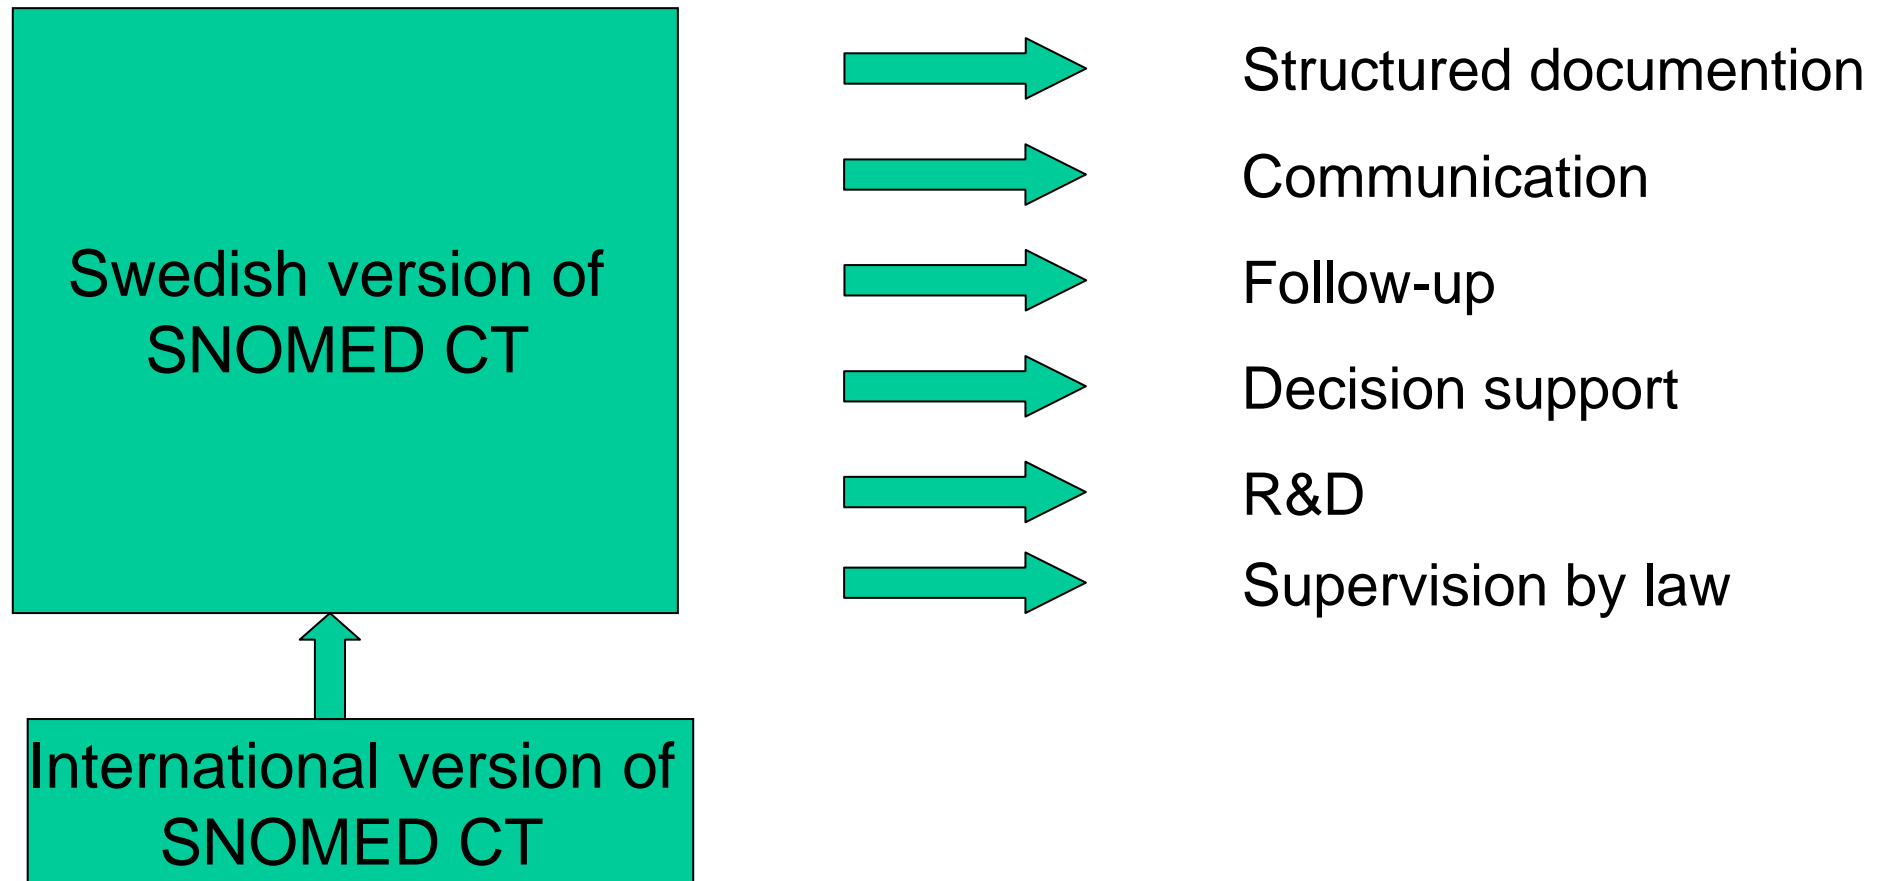 Swedish version of
SNOMED CT
Structured documention
Communication
Follow-up
Decision support
R&D
Supervision by law
International version of
SNOMED CT